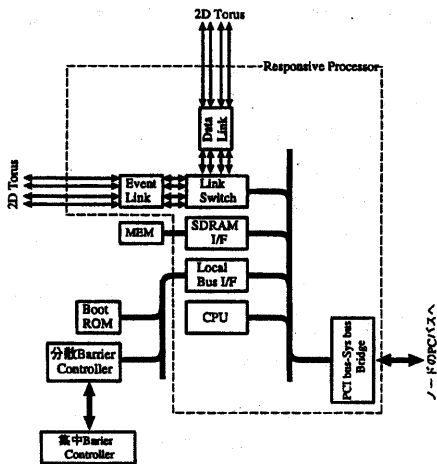 2D Torus
Responsive Processor
Data
Link
2D Torus
Event
Link
Link
Switch
MEM
SDRAM
I/F
Local
Bus I/F
Boot
ROM
CPU
分散Barrier
Controller
PCI bus-Sys bus
Bridge
ノードのPCIバスへ
集中Barier
Controller